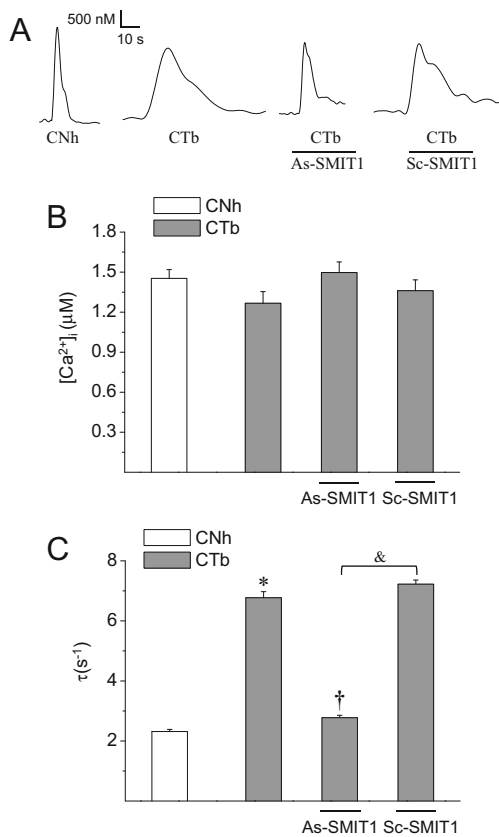 A
500 nM
10 s
CNh
CTb
CTb
As-SMIT1
CTb
Sc-SMIT1
B
CNh
CTb
[Ca²⁺]ᵢ (μM)
1.8
1.5
1.2
0.9
0.6
0.3
As-SMIT1 Sc-SMIT1
C
CNh
CTb
τ(s⁻¹)
8
6
4
2
*
†
&
As-SMIT1 Sc-SMIT1